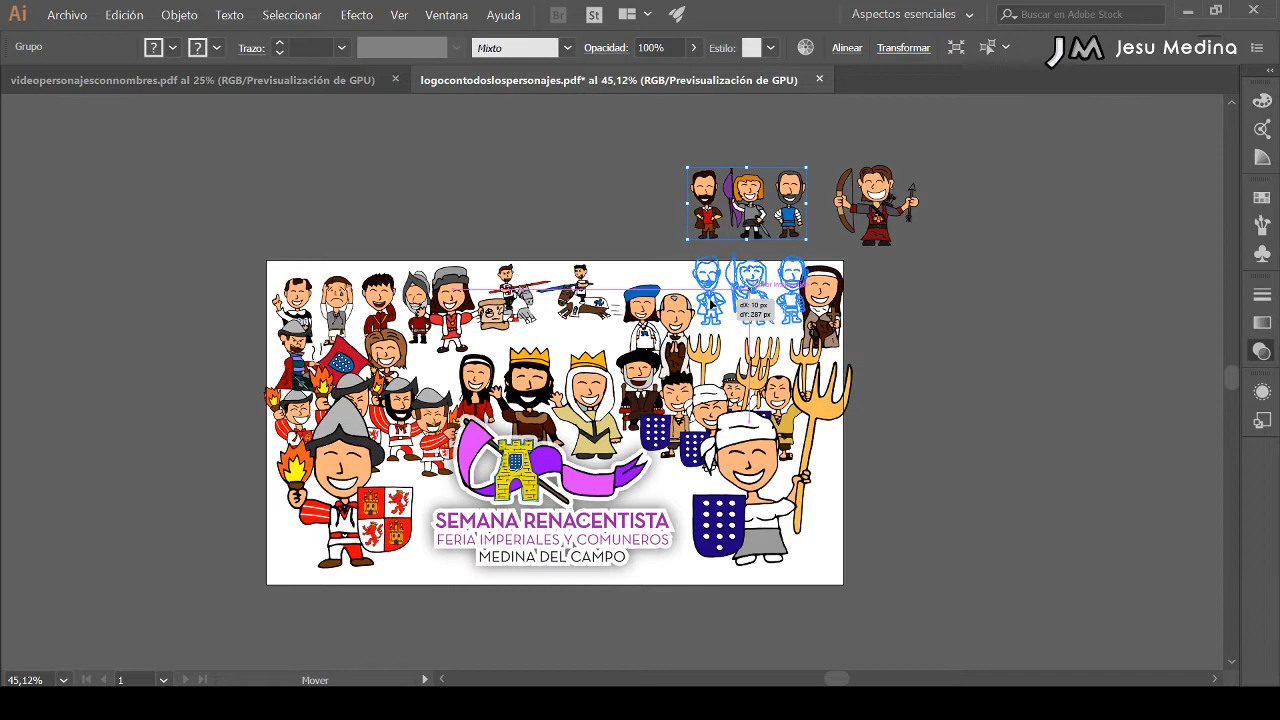 Ai Archivo Edición Objeto Texto Seleccionar Efecto Ver Ventana Ayuda Br St Aspectos esenciales Buscar en Adobe Stock
Grupo ? ? Trazo: Mixto Opacidad: 100% Estilo: Alinear Transformar
JM Jesu Medina
videopersonajesconnombres.pdf al 25% (RGB/Previsualización de GPU) × logocontodoslospersonajes.pdf* al 45,12% (RGB/Previsualización de GPU) ×
dX: 10 px
dY: 287 px
SEMANA RENACENTISTA
FERIA IMPERIALES Y COMUNEROS
MEDINA DEL CAMPO
45,12% 1 Mover